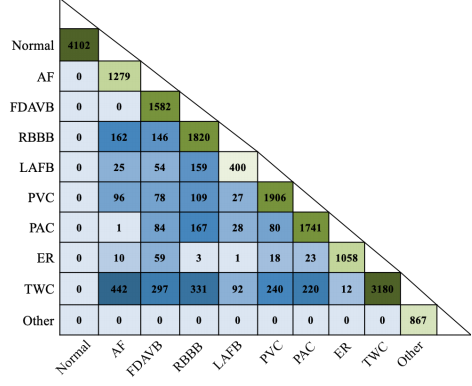 Normal 4102
AF 0 1279
FDAVB 0 0 1582
RBBB 0 162 146 1820
LAFB 0 25 54 159 400
PVC 0 96 78 109 27 1906
PAC 0 1 84 167 28 80 1741
ER 0 10 59 3 1 18 23 1058
TWC 0 442 297 331 92 240 220 12 3180
Other 0 0 0 0 0 0 0 0 0 867
Normal AF FDAVB RBBB LAFB PVC PAC ER TWC Other